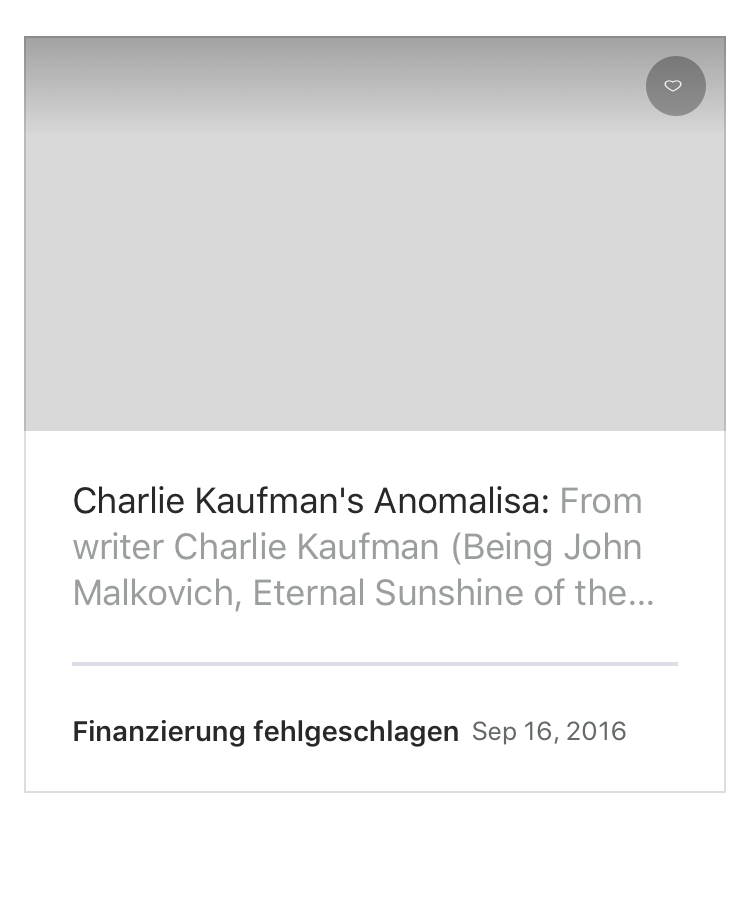 Charlie Kaufman's Anomalisa: From
writer Charlie Kaufman (Being John
Malkovich, Eternal Sunshine of the...
Finanzierung fehlgeschlagen Sep 16, 2016